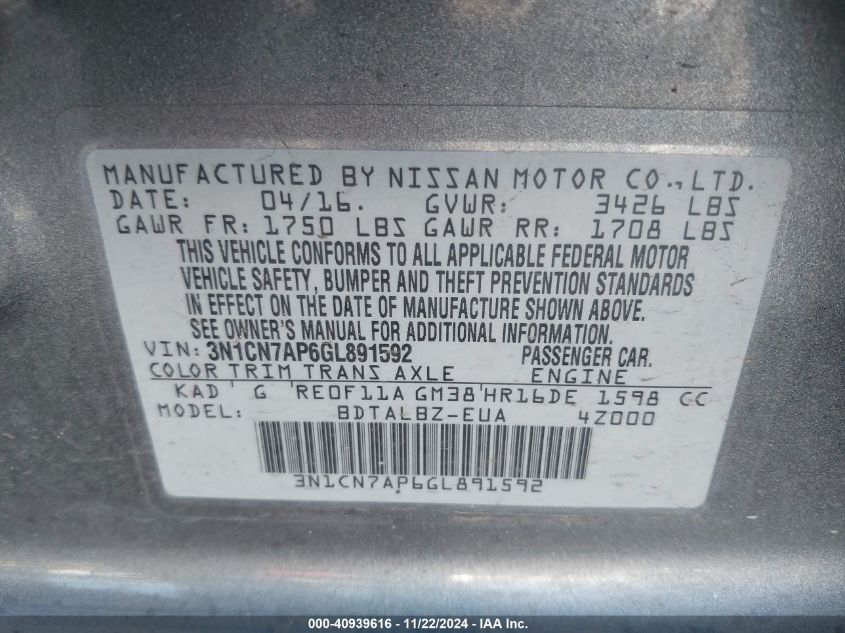 MANUFACTURED BY NISSAN MOTOR CO., LTD.
DATE: 04/16. GVWR: 3426 LBS
GAWR FR: 1750 LBS GAWR RR: 1708 LBS
THIS VEHICLE CONFORMS TO ALL APPLICABLE FEDERAL MOTOR
VEHICLE SAFETY, BUMPER AND THEFT PREVENTION STANDARDS
IN EFFECT ON THE DATE OF MANUFACTURE SHOWN ABOVE.
SEE OWNER'S MANUAL FOR ADDITIONAL INFORMATION.
VIN: 3N1CN7AP6GL891592 PASSENGER CAR.
COLOR TRIM TRANS AXLE ENGINE
KAD ' G 'RE0F11A GM38'HR16DE 1598 CC
MODEL: BDTALBZ-EUA 4Z000
3N1CN7AP6GL891592
000-40939616 - 11/22/2024 - IAA Inc.